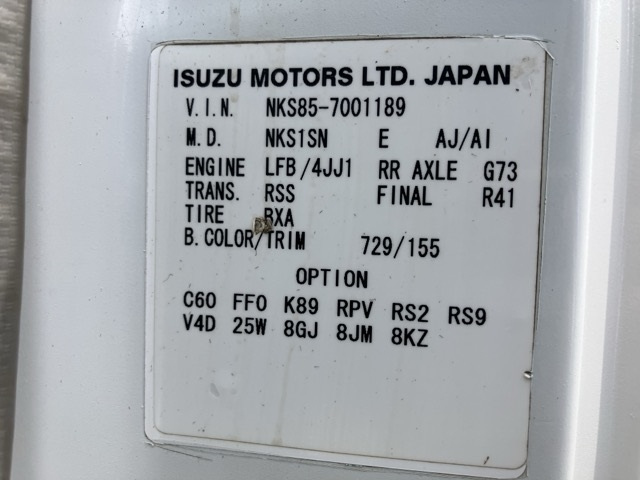 ISUZU MOTORS LTD. JAPAN
V.I.N. NKS85-7001189
M.D. NKS1SN E AJ/AI
ENGINE LFB/4JJ1 RR AXLE G73
TRANS. RSS FINAL R41
TIRE BXA
B.COLOR/TRIM 729/155
OPTION
C60 FF0 K89 RPV RS2 RS9
V4D 25W 8GJ 8JM 8KZ